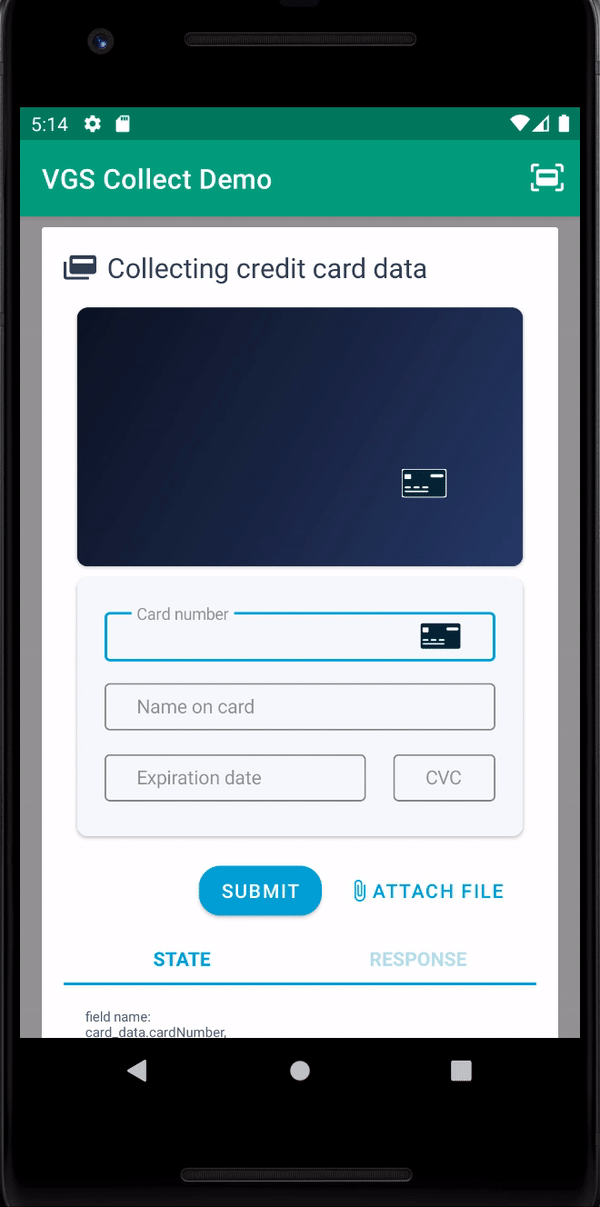 5:14
VGS Collect Demo
Collecting credit card data
Card number
Name on card
Expiration date
CVC
SUBMIT
ATTACH FILE
STATE
RESPONSE
field name:
card_data.cardNumber,